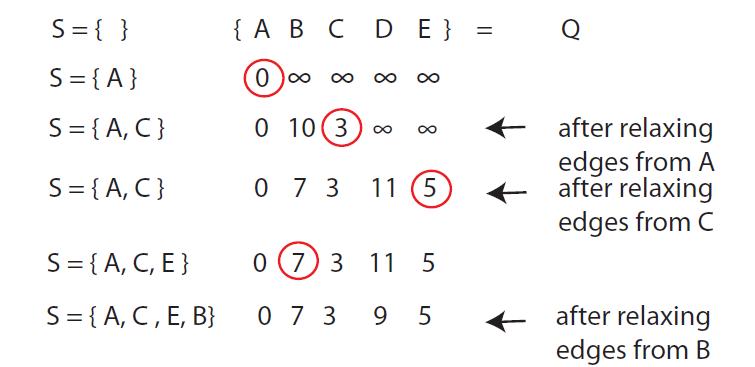 S = { } { A B C D E } = Q
S = { A } 0 ∞ ∞ ∞ ∞
S = { A, C } 0 10 3 ∞ ∞ after relaxing
edges from A
S = { A, C } 0 7 3 11 5 after relaxing
edges from C
S = { A, C, E } 0 7 3 11 5
S = { A, C , E, B} 0 7 3 9 5 after relaxing
edges from B